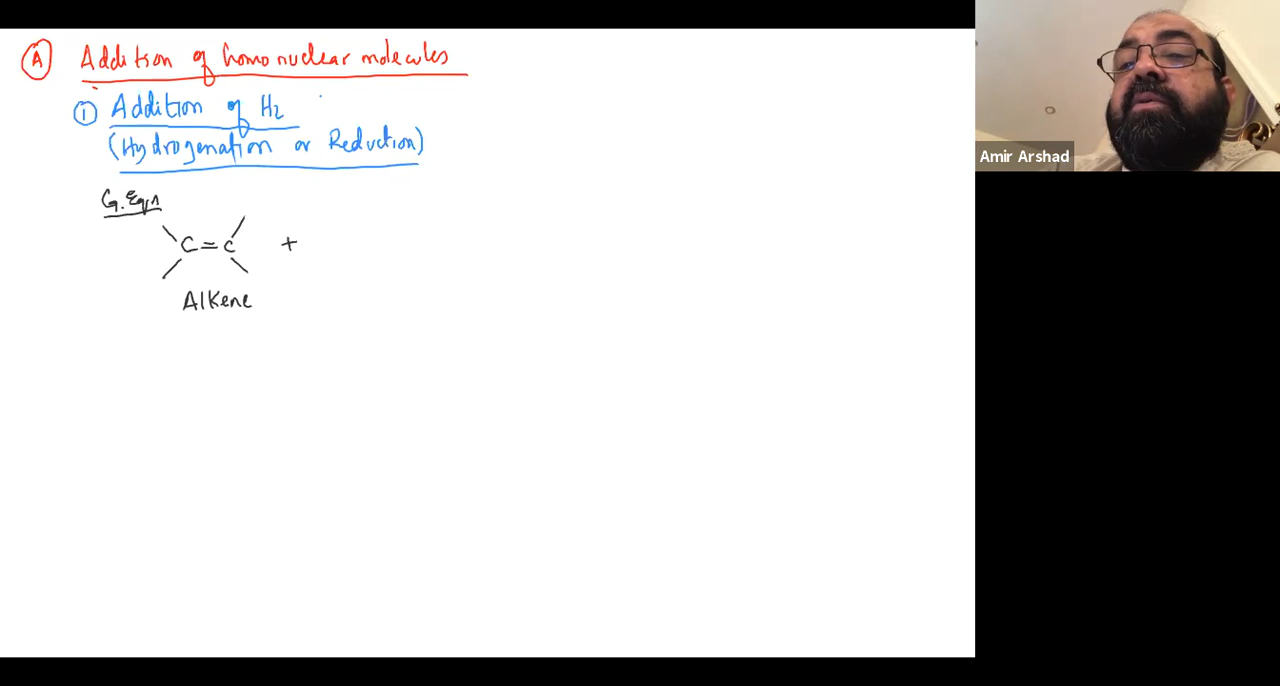 A Addition of homonuclear molecules
1 Addition of H2
(Hydrogenation or Reduction)
G. Eqn
C=C +
Alkene
Amir Arshad